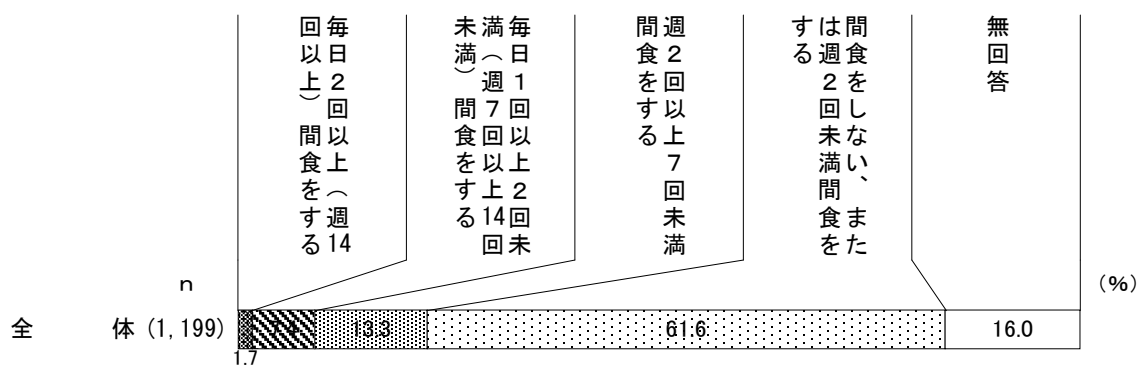 毎日２回以上（週14
回以上）間食をする
毎日１回以上２回未
満（週７回以上14回
未満）間食をする
週２回以上７回未満
間食をする
間食をしない、また
は週２回未満間食を
する
無回答
n
(%)
全　体 (1,199)
1.7
7.4
13.3
61.6
16.0